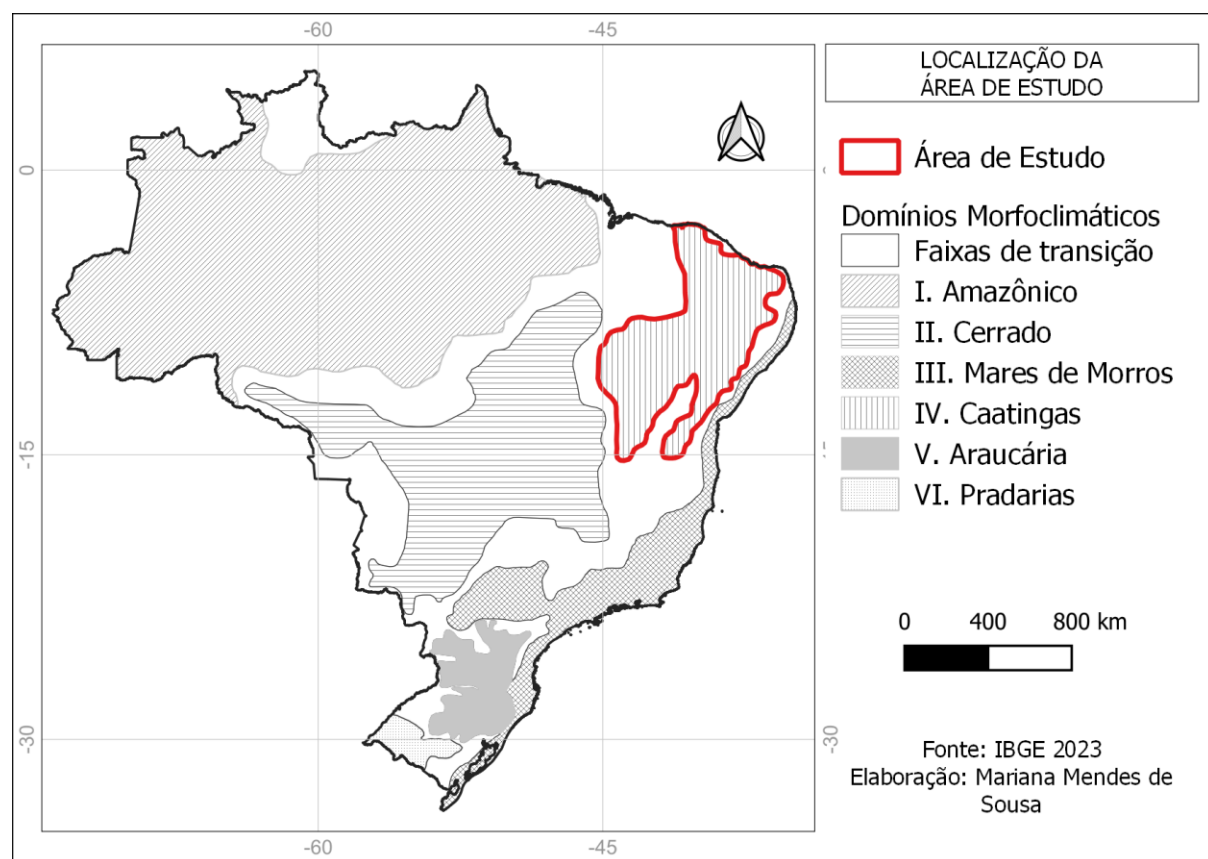 -60
-45
LOCALIZAÇÃO DA
ÁREA DE ESTUDO
Área de Estudo
0
Domínios Morfoclimáticos
Faixas de transição
I. Amazônico
II. Cerrado
III. Mares de Morros
IV. Caatingas
-15
V. Araucária
VI. Pradarias
0 400 800 km
-30
-30
Fonte: IBGE 2023
Elaboração: Mariana Mendes de
Sousa
-60
-45